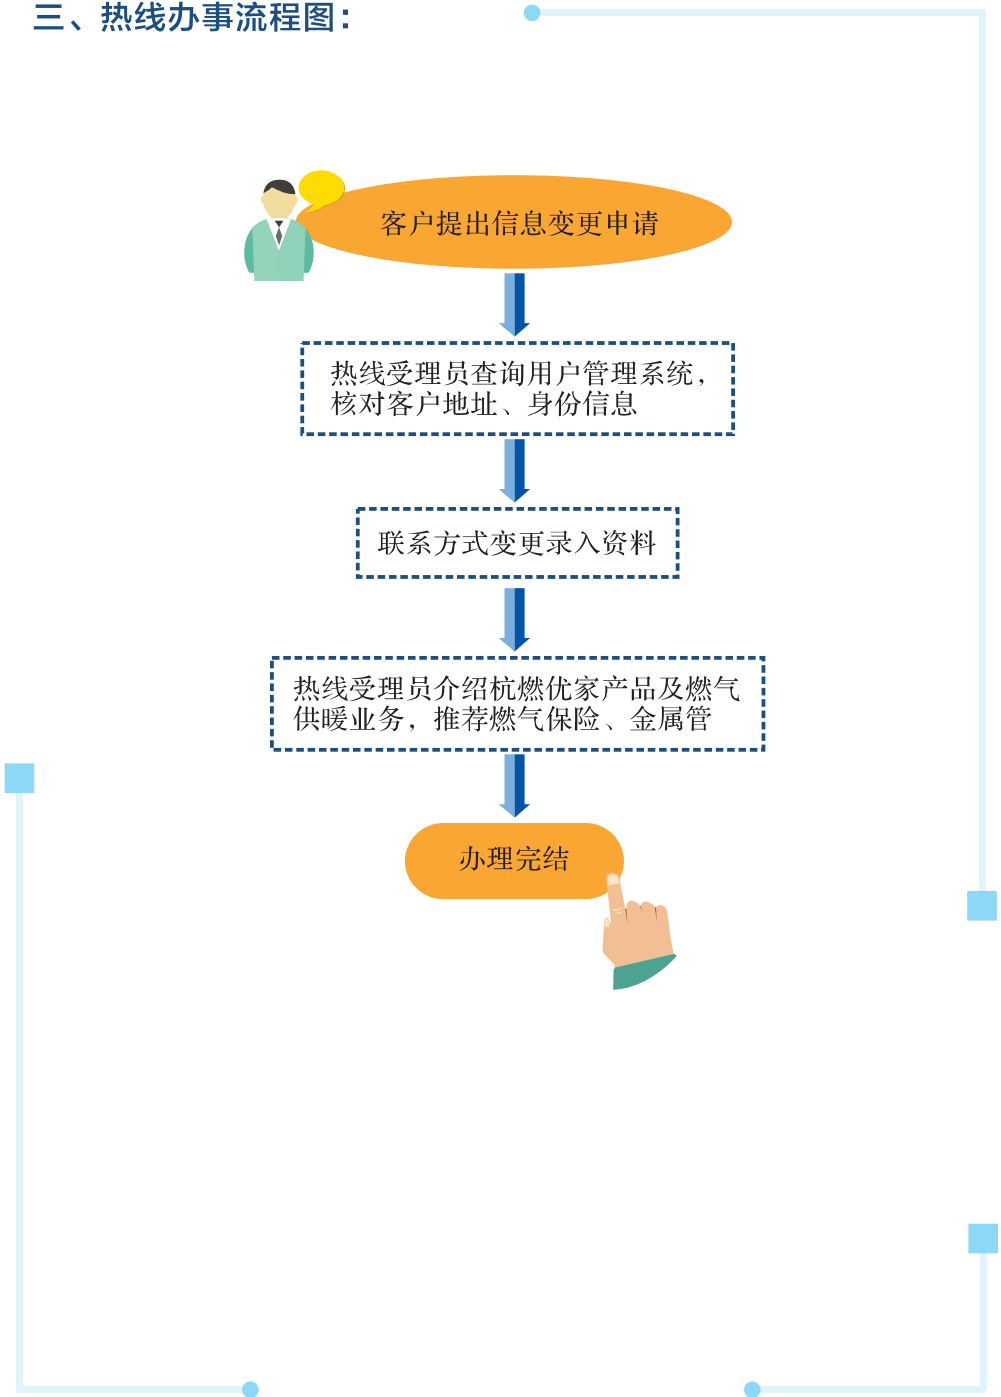 三、热线办事流程图：
客户提出信息变更申请
热线受理员查询用户管理系统，
核对客户地址、身份信息
联系方式变更录入资料
热线受理员介绍杭燃优家产品及燃气
供暖业务，推荐燃气保险、金属管
办理完结